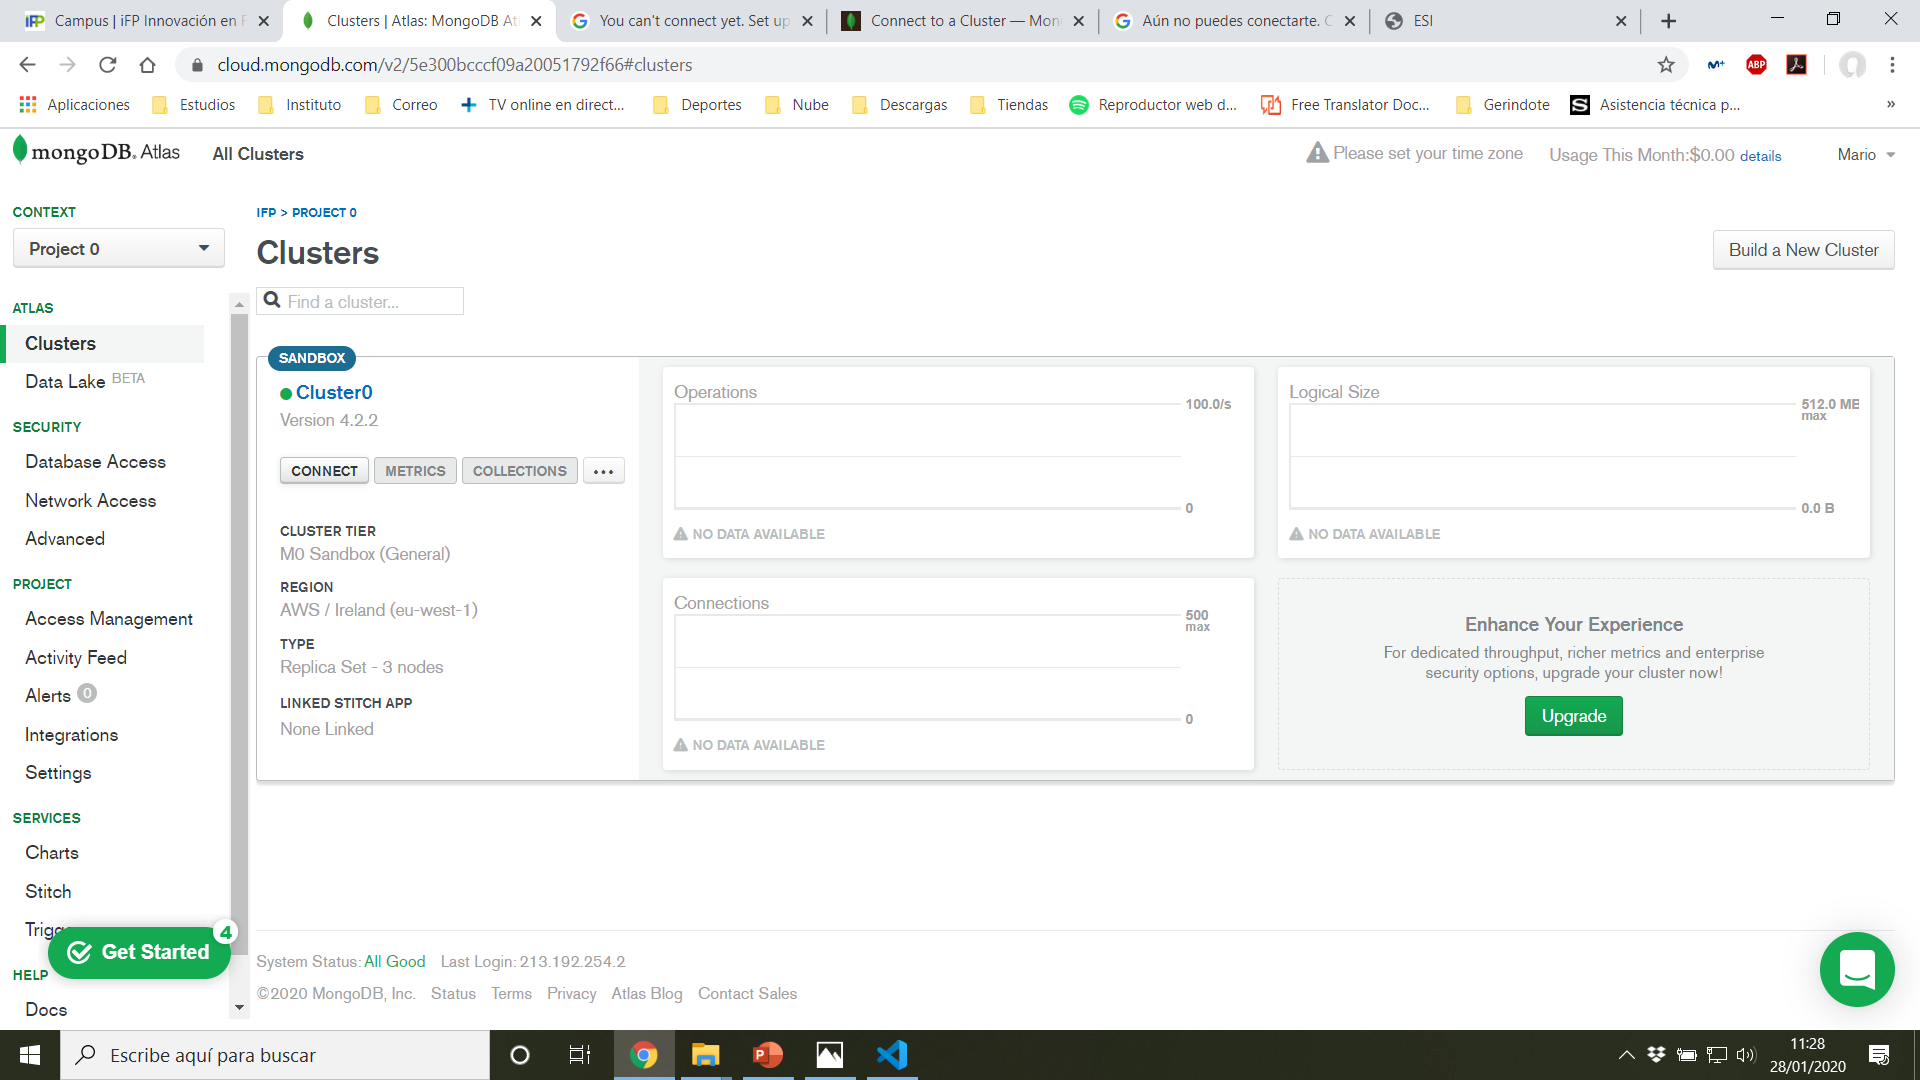 Campus | iFP Innovación en F
Clusters | Atlas: MongoDB At
You can't connect yet. Set up
Connect to a Cluster — Mon
Aún no puedes conectarte. C
ESI
cloud.mongodb.com/v2/5e300bcccf09a20051792f66#clusters
ABP
Aplicaciones
Estudios
Instituto
Correo
TV online en direct...
Deportes
Nube
Descargas
Tiendas
Reproductor web d...
Free Translator Doc...
Gerindote
Asistencia técnica p...
»
mongoDB. Atlas
All Clusters
Please set your time zone
Usage This Month:$0.00 details
Mario
CONTEXT
Project 0
IFP > PROJECT 0
Clusters
Build a New Cluster
Find a cluster...
ATLAS
Clusters
Data Lake BETA
SECURITY
Database Access
Network Access
Advanced
PROJECT
Access Management
Activity Feed
Alerts 0
Integrations
Settings
SERVICES
Charts
Stitch
Trigg
Get Started
4
HELP
Docs
SANDBOX
Cluster0
Version 4.2.2
CONNECT
METRICS
COLLECTIONS
...
CLUSTER TIER
M0 Sandbox (General)
REGION
AWS / Ireland (eu-west-1)
TYPE
Replica Set - 3 nodes
LINKED STITCH APP
None Linked
Operations
100.0/s
0
NO DATA AVAILABLE
Logical Size
512.0 MB
max
0.0 B
NO DATA AVAILABLE
Connections
500
max
0
NO DATA AVAILABLE
Enhance Your Experience
For dedicated throughput, richer metrics and enterprise
security options, upgrade your cluster now!
Upgrade
System Status: All Good
Last Login: 213.192.254.2
©2020 MongoDB, Inc.
Status
Terms
Privacy
Atlas Blog
Contact Sales
Escribe aquí para buscar
11:28
28/01/2020